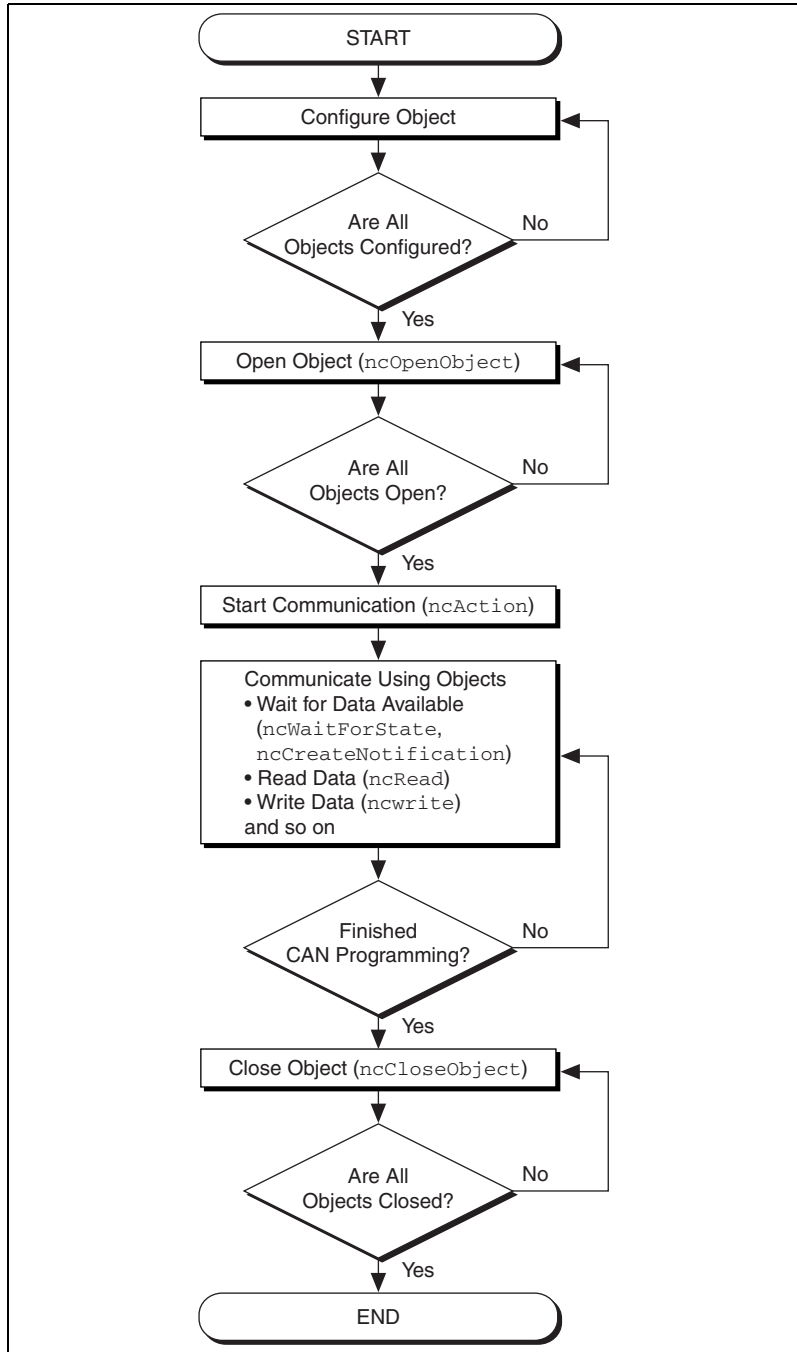 START
Configure Object
Are All
Objects Configured?
No
Yes
Open Object (ncOpenObject)
Are All
Objects Open?
No
Yes
Start Communication (ncAction)
Communicate Using Objects
• Wait for Data Available
(ncWaitForState,
ncCreateNotification)
• Read Data (ncRead)
• Write Data (ncwrite)
and so on
Finished
CAN Programming?
No
Yes
Close Object (ncCloseObject)
Are All
Objects Closed?
No
Yes
END